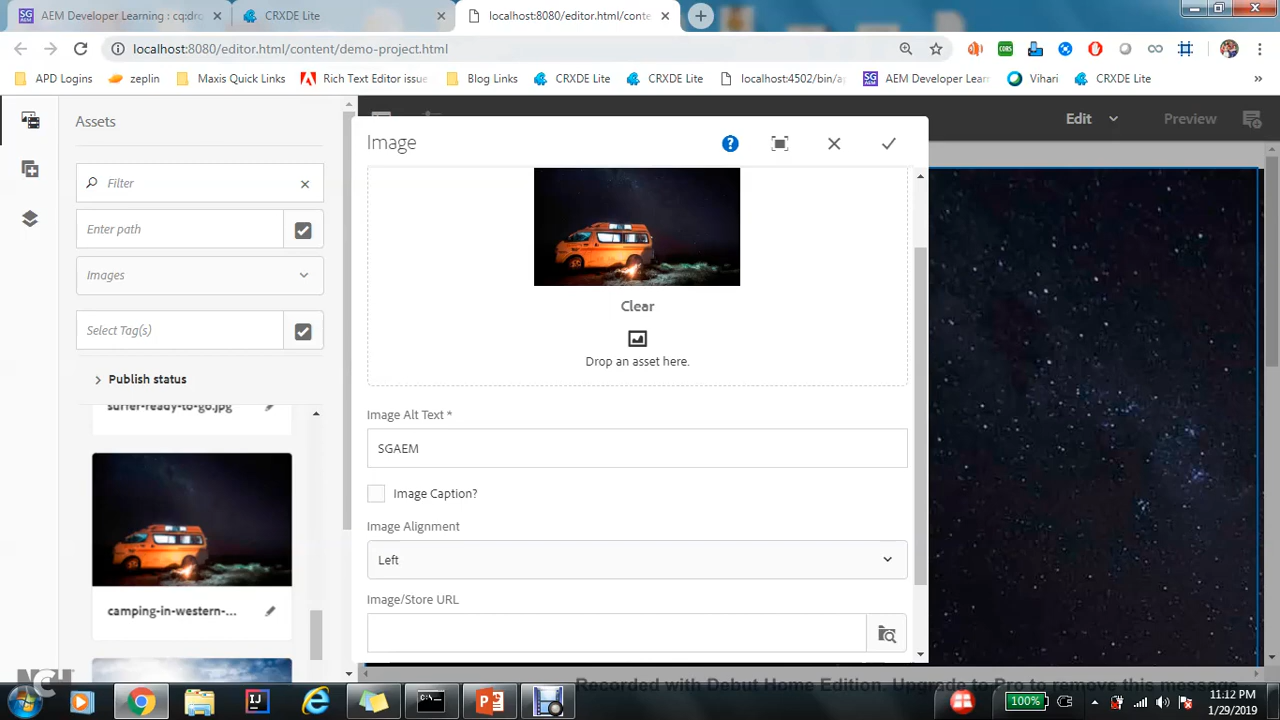 AEM Developer Learning : cq:drc
CRXDE Lite
localhost:8080/editor.html/conte
localhost:8080/editor.html/content/demo-project.html
APD Logins
zeplin
Maxis Quick Links
Rich Text Editor issue
Blog Links
CRXDE Lite
CRXDE Lite
localhost:4502/bin/ap
AEM Developer Learn
Vihari
CRXDE Lite
»
Assets
Filter
Enter path
Images
Select Tag(s)
Publish status
surfer-ready-to-go.jpg
camping-in-western-...
Image
Clear
Drop an asset here.
Image Alt Text *
SGAEM
Image Caption?
Image Alignment
Left
Image/Store URL
Edit
Preview
NCH
Recorded with Debut Home Edition. Upgrade to Pro to remove this message
100%
11:12 PM
1/29/2019